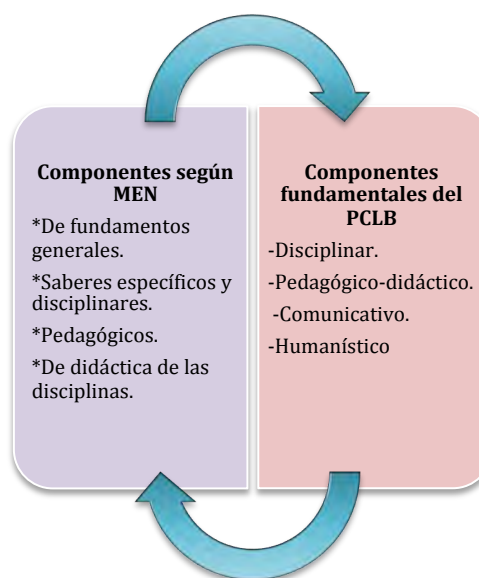 Componentes según
MEN
*De fundamentos
generales.
*Saberes específicos y
disciplinares.
*Pedagógicos.
*De didáctica de las
disciplinas.
Componentes
fundamentales del
PCLB
-Disciplinar.
-Pedagógico-didáctico.
-Comunicativo.
-Humanístico